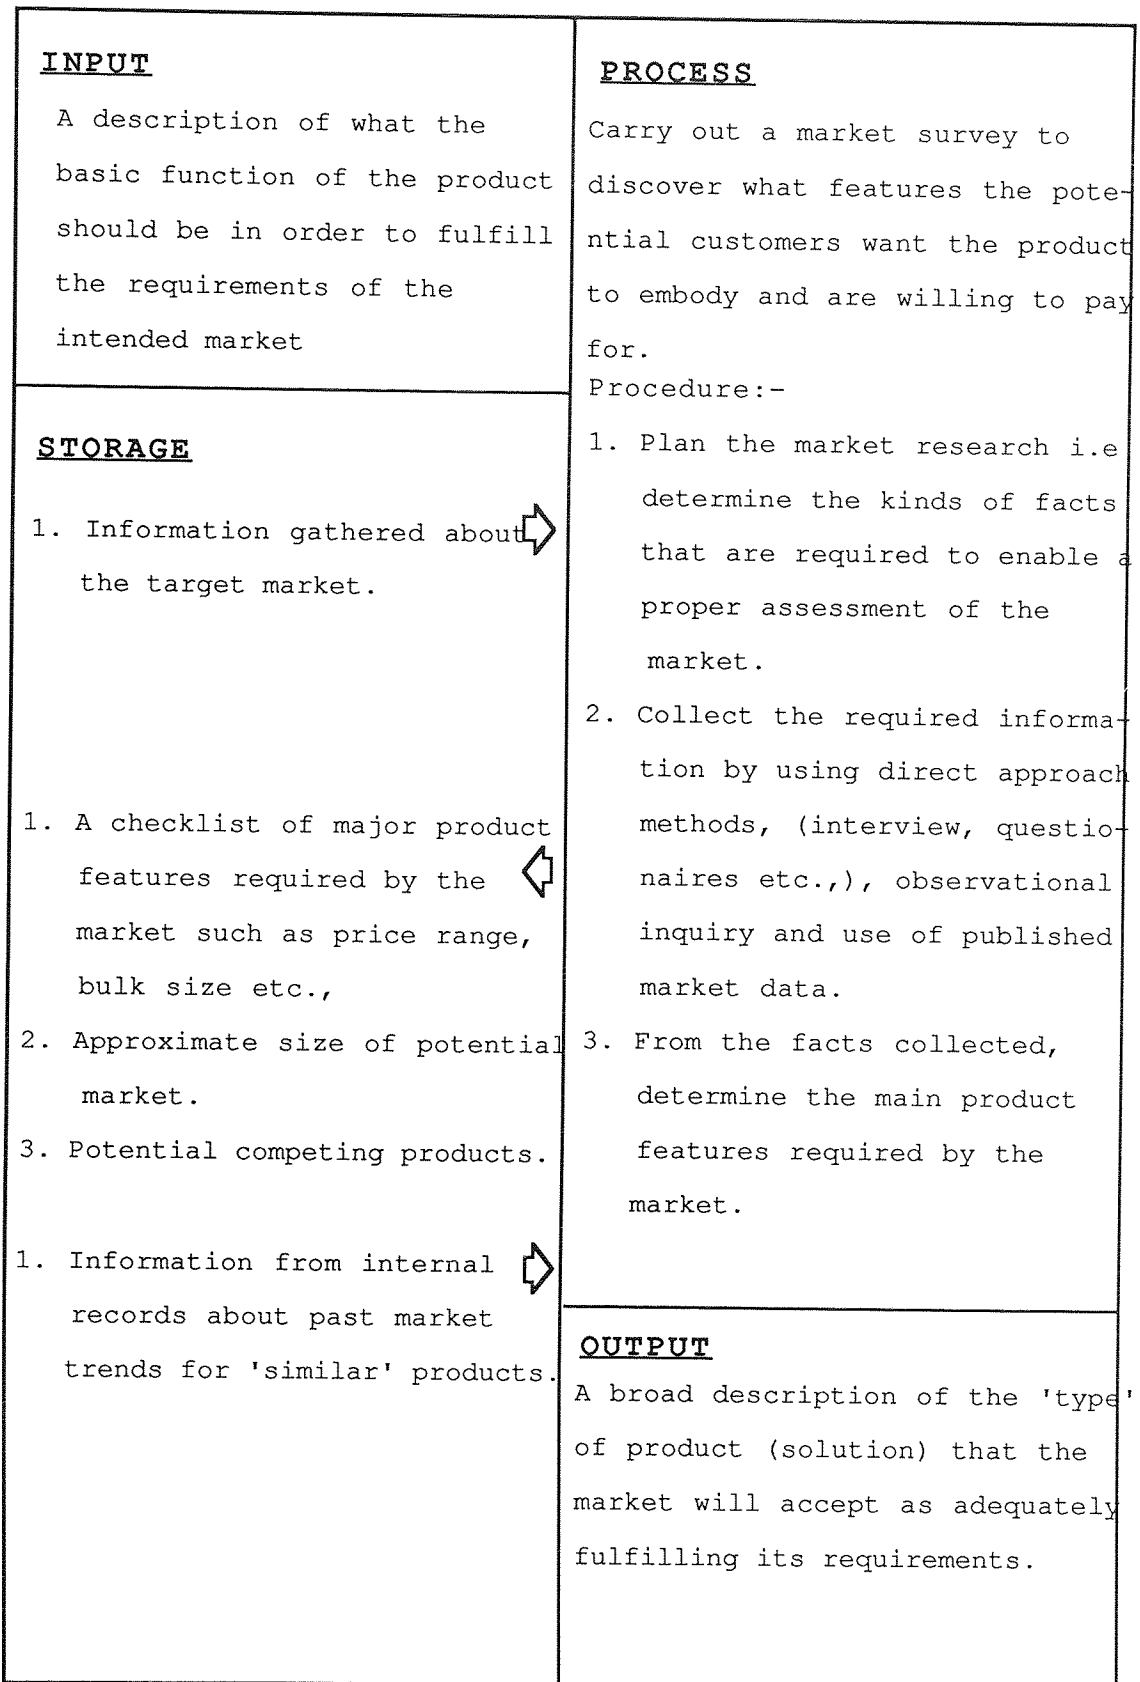 INPUT
A description of what the
basic function of the product
should be in order to fulfill
the requirements of the
intended market
STORAGE
1. Information gathered about
the target market.
1. A checklist of major product
features required by the
market such as price range,
bulk size etc.,
2. Approximate size of potential
market.
3. Potential competing products.
1. Information from internal
records about past market
trends for 'similar' products.
PROCESS
Carry out a market survey to
discover what features the pote-
ntial customers want the product
to embody and are willing to pay
for.
Procedure:-
1. Plan the market research i.e
determine the kinds of facts
that are required to enable a
proper assessment of the
market.
2. Collect the required informa-
tion by using direct approach
methods, (interview, questio-
naires etc.,), observational
inquiry and use of published
market data.
3. From the facts collected,
determine the main product
features required by the
market.
OUTPUT
A broad description of the 'type'
of product (solution) that the
market will accept as adequately
fulfilling its requirements.